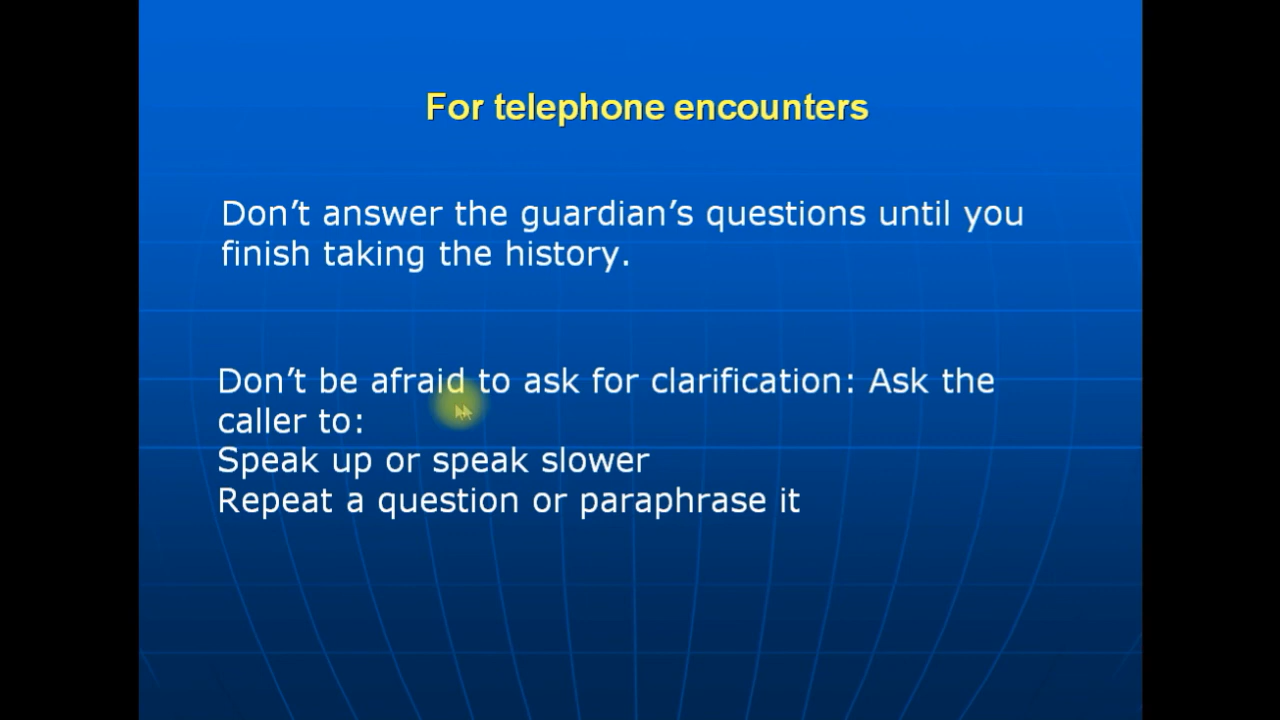 For telephone encounters
Don’t answer the guardian’s questions until you
finish taking the history.
Don’t be afraid to ask for clarification: Ask the
caller to:
Speak up or speak slower
Repeat a question or paraphrase it